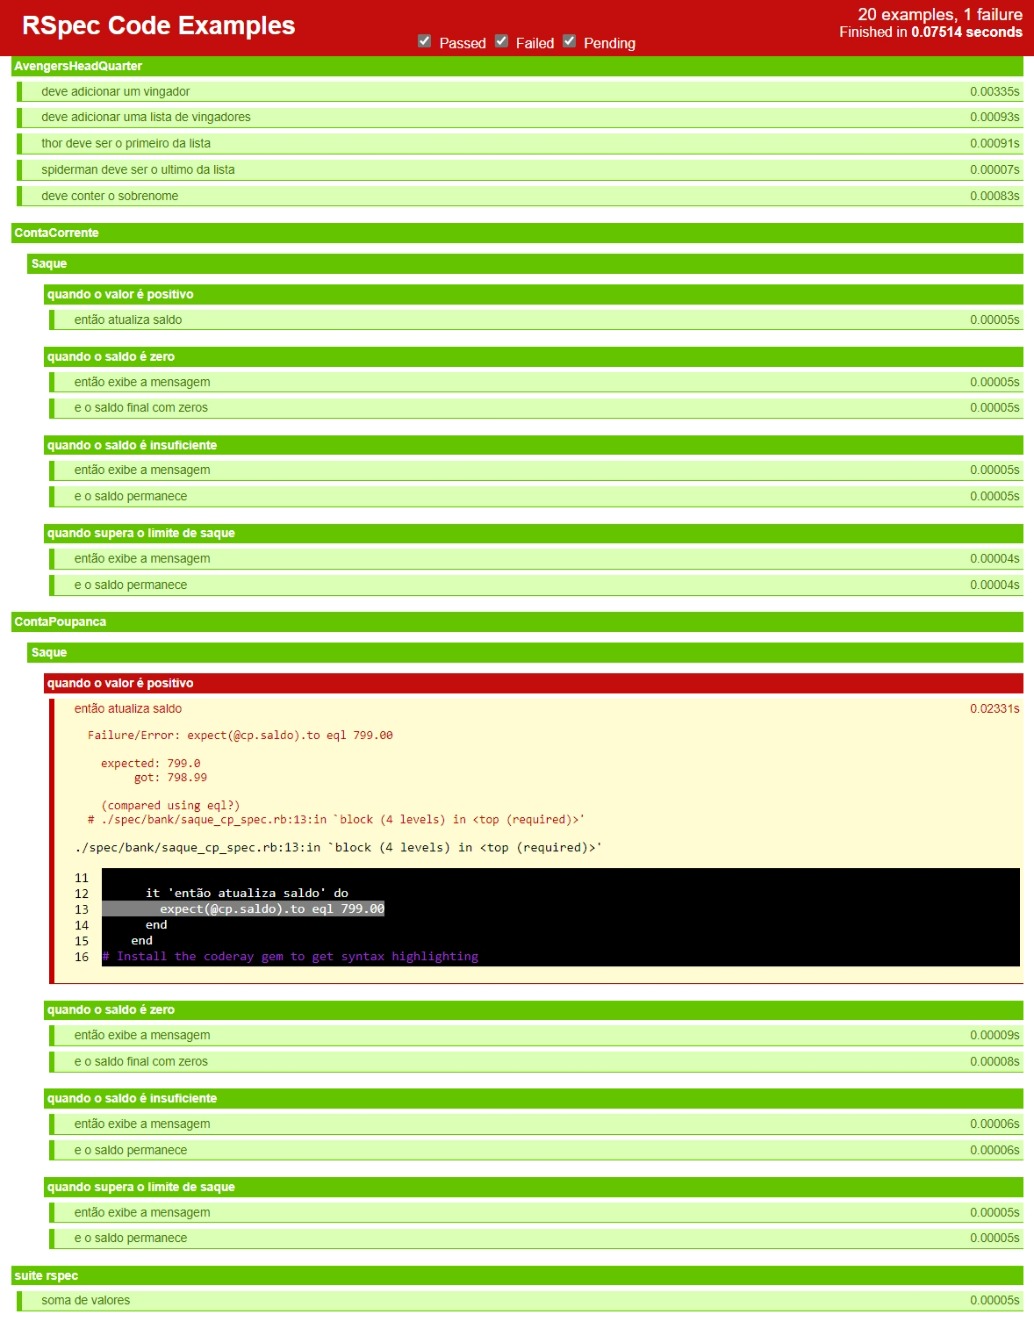 RSpec Code Examples
Passed Failed Pending
20 examples, 1 failure
Finished in 0.07514 seconds
AvengersHeadQuarter
deve adicionar um vingador 0.00335s
deve adicionar uma lista de vingadores 0.00093s
thor deve ser o primeiro da lista 0.00091s
spiderman deve ser o ultimo da lista 0.00007s
deve conter o sobrenome 0.00083s
ContaCorrente
Saque
quando o valor é positivo
então atualiza saldo 0.00005s
quando o saldo é zero
então exibe a mensagem 0.00005s
e o saldo final com zeros 0.00005s
quando o saldo é insuficiente
então exibe a mensagem 0.00005s
e o saldo permanece 0.00005s
quando supera o limite de saque
então exibe a mensagem 0.00004s
e o saldo permanece 0.00004s
ContaPoupanca
Saque
quando o valor é positivo
então atualiza saldo 0.02331s
Failure/Error: expect(@cp.saldo).to eql 799.00
expected: 799.0
got: 798.99
(compared using eql?)
# ./spec/bank/saque_cp_spec.rb:13:in `block (4 levels) in <top (required)>'
./spec/bank/saque_cp_spec.rb:13:in `block (4 levels) in <top (required)>'
11
12 it 'então atualiza saldo' do
13 expect(@cp.saldo).to eql 799.00
14 end
15 end
16 # Install the coderay gem to get syntax highlighting
quando o saldo é zero
então exibe a mensagem 0.00009s
e o saldo final com zeros 0.00008s
quando o saldo é insuficiente
então exibe a mensagem 0.00006s
e o saldo permanece 0.00006s
quando supera o limite de saque
então exibe a mensagem 0.00005s
e o saldo permanece 0.00005s
suite rspec
soma de valores 0.00005s